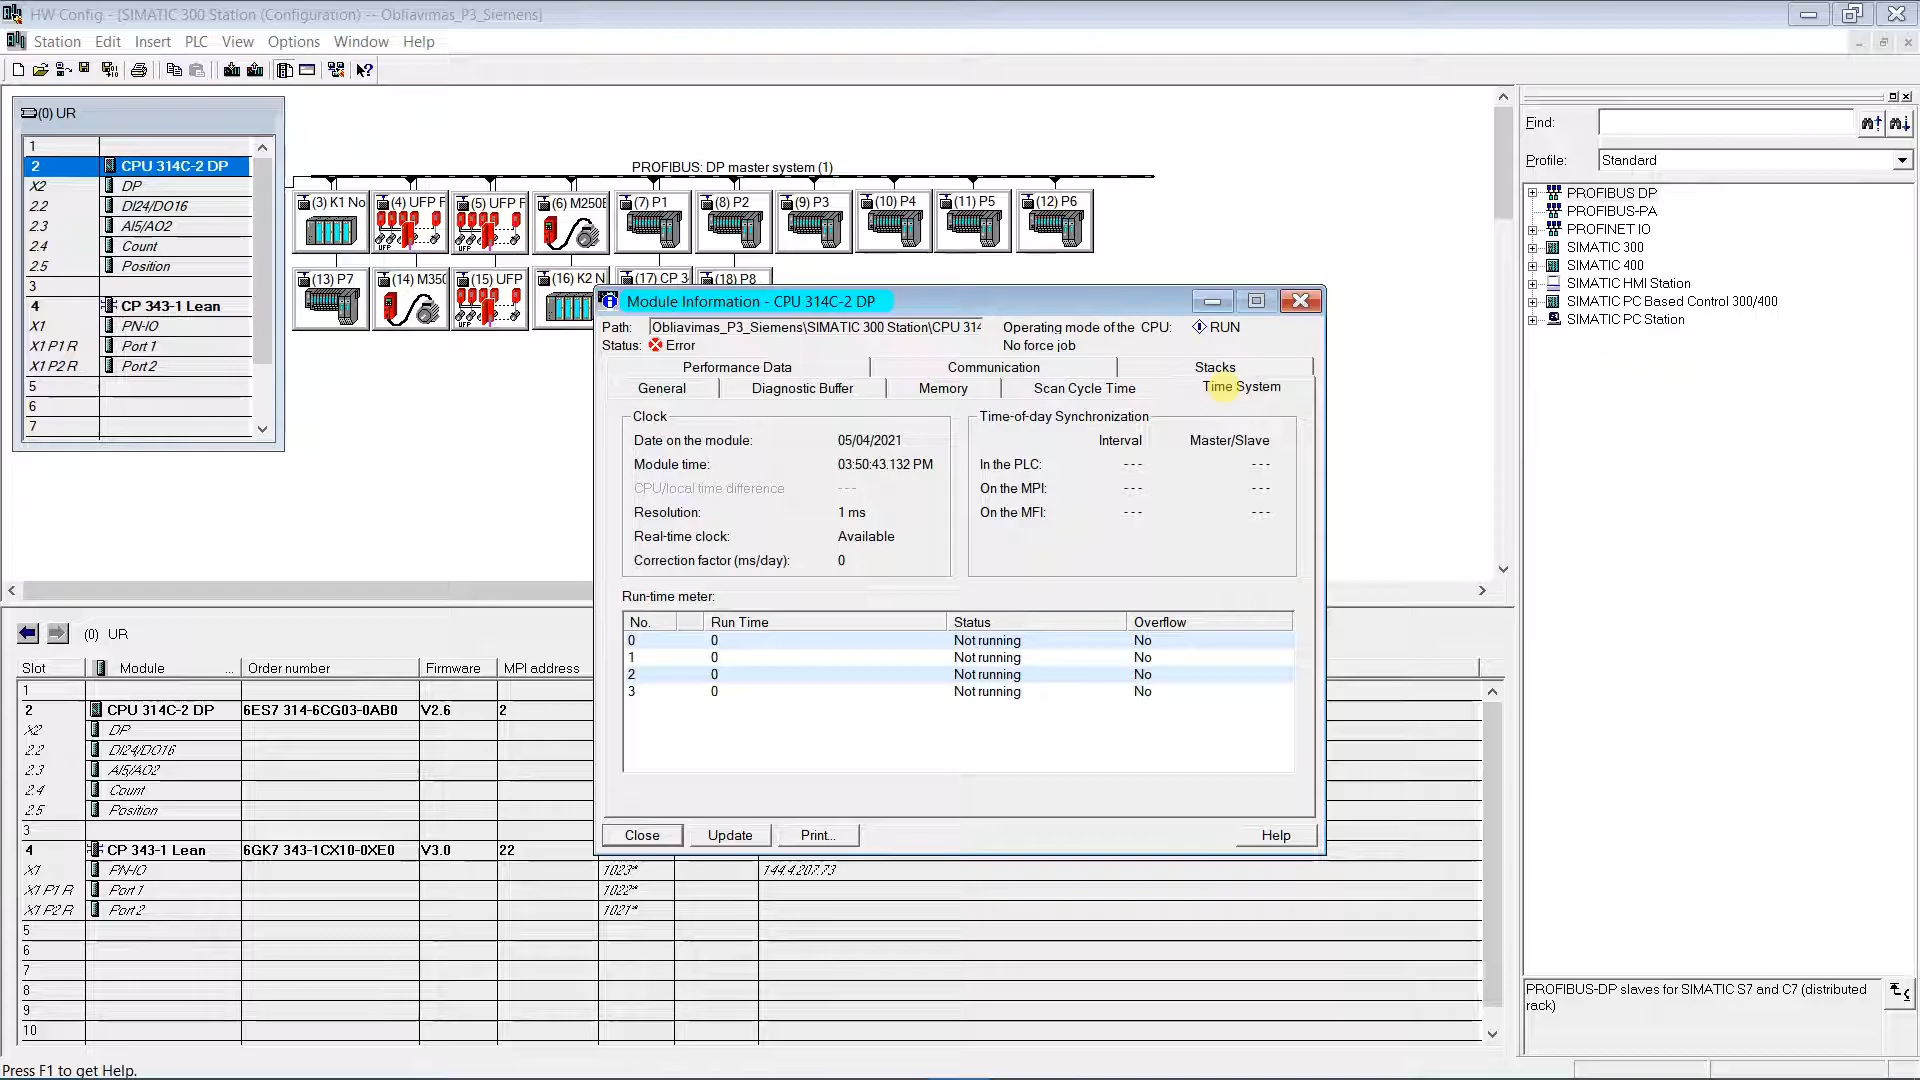 HW Config - [SIMATIC 300 Station (Configuration) -- Obliavimas_P3_Siemens]
Station Edit Insert PLC View Options Window Help
(0) UR
1
2 CPU 314C-2 DP
X2 DP
2.2 DI24/DO16
2.3 AI5/AO2
2.4 Count
2.5 Position
3
4 CP 343-1 Lean
X1 PN-IO
X1 P1 R Port 1
X1 P2 R Port 2
5
6
7
PROFIBUS: DP master system (1)
(3) K1 No (4) UFP F (5) UFP F (6) M250E (7) P1 (8) P2 (9) P3 (10) P4 (11) P5 (12) P6
(13) P7 (14) M350 (15) UFP (16) K2 N (17) CP 3 (18) P8
Module Information - CPU 314C-2 DP
Path: Obliavimas_P3_Siemens\SIMATIC 300 Station\CPU 314 Operating mode of the CPU: RUN
Status: Error No force job
Performance Data Communication Stacks
General Diagnostic Buffer Memory Scan Cycle Time Time System
Clock
Date on the module: 05/04/2021
Module time: 03:50:43.132 PM
CPU/local time difference ---
Resolution: 1 ms
Real-time clock: Available
Correction factor (ms/day): 0
Time-of-day Synchronization
Interval Master/Slave
In the PLC: --- ---
On the MPI: --- ---
On the MFI: --- ---
Run-time meter:
No. Run Time Status Overflow
0 0 Not running No
1 0 Not running No
2 0 Not running No
3 0 Not running No
Close Update Print... Help
Find:
Profile: Standard
PROFIBUS DP
PROFIBUS-PA
PROFINET IO
SIMATIC 300
SIMATIC 400
SIMATIC HMI Station
SIMATIC PC Based Control 300/400
SIMATIC PC Station
PROFIBUS-DP slaves for SIMATIC S7 and C7 (distributed
rack)
(0) UR
Slot Module ... Order number Firmware MPI address
1
2 CPU 314C-2 DP 6ES7 314-6CG03-0AB0 V2.6 2
X2 DP
2.2 DI24/DO16
2.3 AI5/AO2
2.4 Count
2.5 Position
3
4 CP 343-1 Lean 6GK7 343-1CX10-0XE0 V3.0 22
X1 PN-IO 1023* 144.4.207.73
X1 P1 R Port 1 1022*
X1 P2 R Port 2 1021*
5
6
7
8
9
10
Press F1 to get Help.